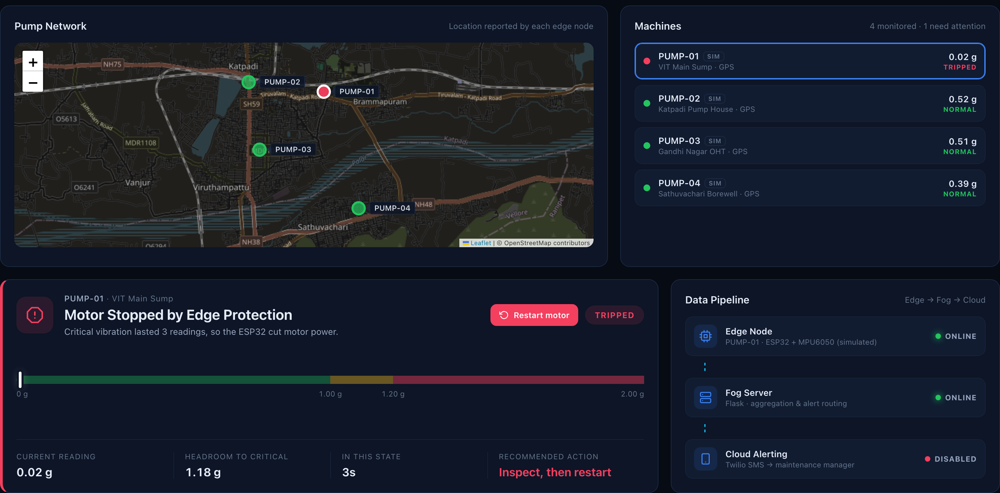 Pump Network
Location reported by each edge node
+
−
NH75
Katpadi
PUMP-02
PUMP-01
Tiruvalam - Katpadi Roa
Tiruvalam - Katpadi Road
Brammapuram
SH59
O5613
Jaffrabath Road
MDR1108
Katpadi
PUMP-03
Palar
Vanjur
O6241
Viruthampattu
NH48
PUMP-04
Ranipet
Vellore
Sathuvachari
NH38
O6294
Leaflet | © OpenStreetMap contributors
Machines
4 monitored · 1 need attention
PUMP-01 SIM
VIT Main Sump · GPS
0.02 g
TRIPPED
PUMP-02 SIM
Katpadi Pump House · GPS
0.52 g
NORMAL
PUMP-03 SIM
Gandhi Nagar OHT · GPS
0.51 g
NORMAL
PUMP-04 SIM
Sathuvachari Borewell · GPS
0.39 g
NORMAL
PUMP-01 · VIT Main Sump
Motor Stopped by Edge Protection
Critical vibration lasted 3 readings, so the ESP32 cut motor power.
Restart motor
TRIPPED
0 g
1.00 g
1.20 g
2.00 g
CURRENT READING
0.02 g
HEADROOM TO CRITICAL
1.18 g
IN THIS STATE
3s
RECOMMENDED ACTION
Inspect, then restart
Data Pipeline
Edge → Fog → Cloud
Edge Node
PUMP-01 · ESP32 + MPU6050 (simulated)
ONLINE
Fog Server
Flask · aggregation & alert routing
ONLINE
Cloud Alerting
Twilio SMS → maintenance manager
DISABLED